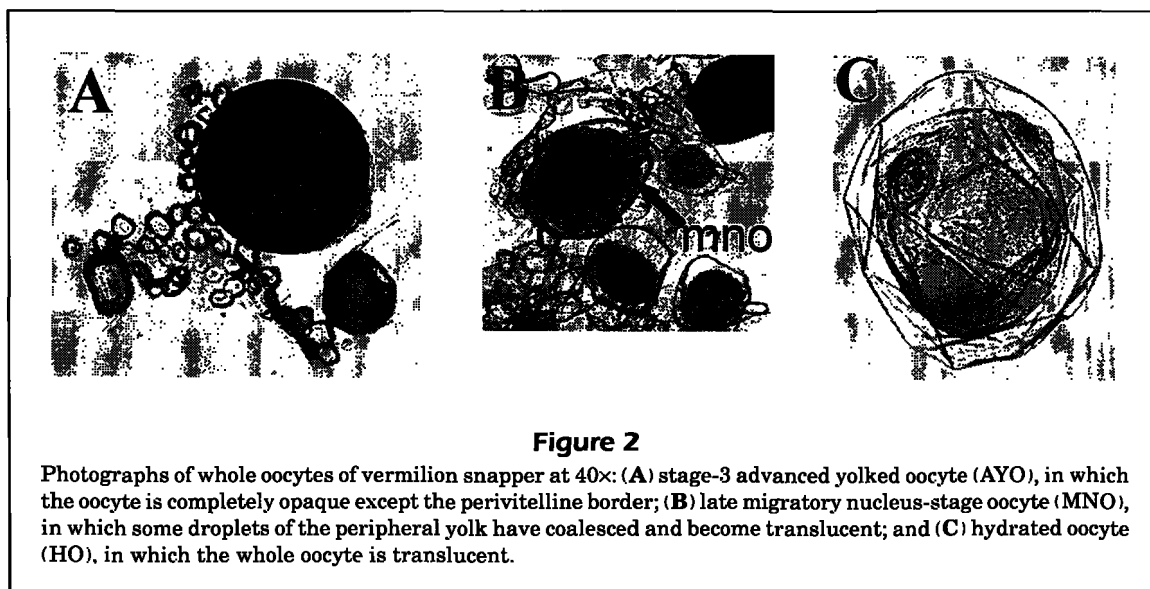 A
B
C
mno
Figure 2
Photographs of whole oocytes of vermilion snapper at 40×: (A) stage-3 advanced yolked oocyte (AYO), in which
the oocyte is completely opaque except the perivitelline border; (B) late migratory nucleus-stage oocyte (MNO),
in which some droplets of the peripheral yolk have coalesced and become translucent; and (C) hydrated oocyte
(HO), in which the whole oocyte is translucent.